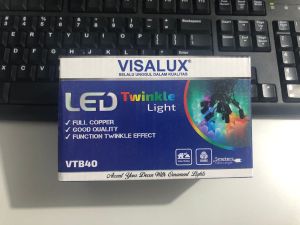 VISALUX®
SELALU UNGGUL DALAM KUALITAS
LED Twinkle
Light
✓ FULL COPPER
✓ GOOD QUALITY
✓ FUNCTION TWINKLE EFFECT
VTB40
Accent Your Decor With Ornament Lights